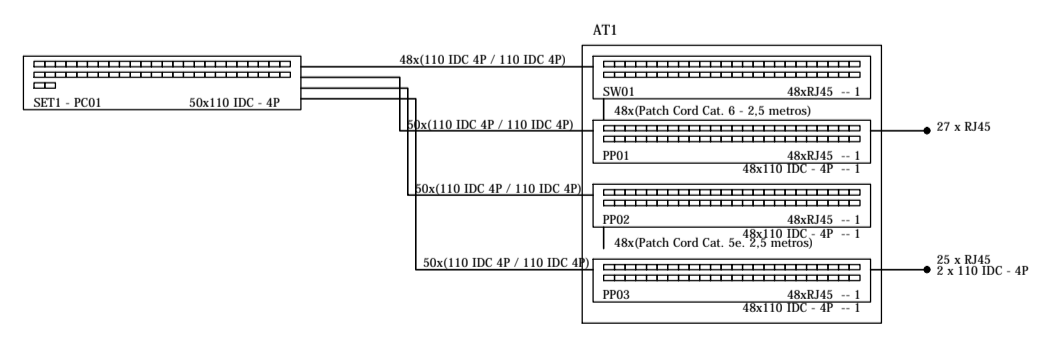 AT1
48x(110 IDC 4P / 110 IDC 4P)
SET1 - PC01 50x110 IDC - 4P
SW01 48xRJ45 -- 1
48x(Patch Cord Cat. 6 - 2,5 metros)
50x(110 IDC 4P / 110 IDC 4P)
27 x RJ45
PP01 48xRJ45 -- 1
48x110 IDC - 4P -- 1
50x(110 IDC 4P / 110 IDC 4P)
PP02 48xRJ45 -- 1
48x110 IDC - 4P -- 1
48x(Patch Cord Cat. 5e. 2,5 metros)
50x(110 IDC 4P / 110 IDC 4P)
25 x RJ45
2 x 110 IDC - 4P
PP03 48xRJ45 -- 1
48x110 IDC - 4P -- 1